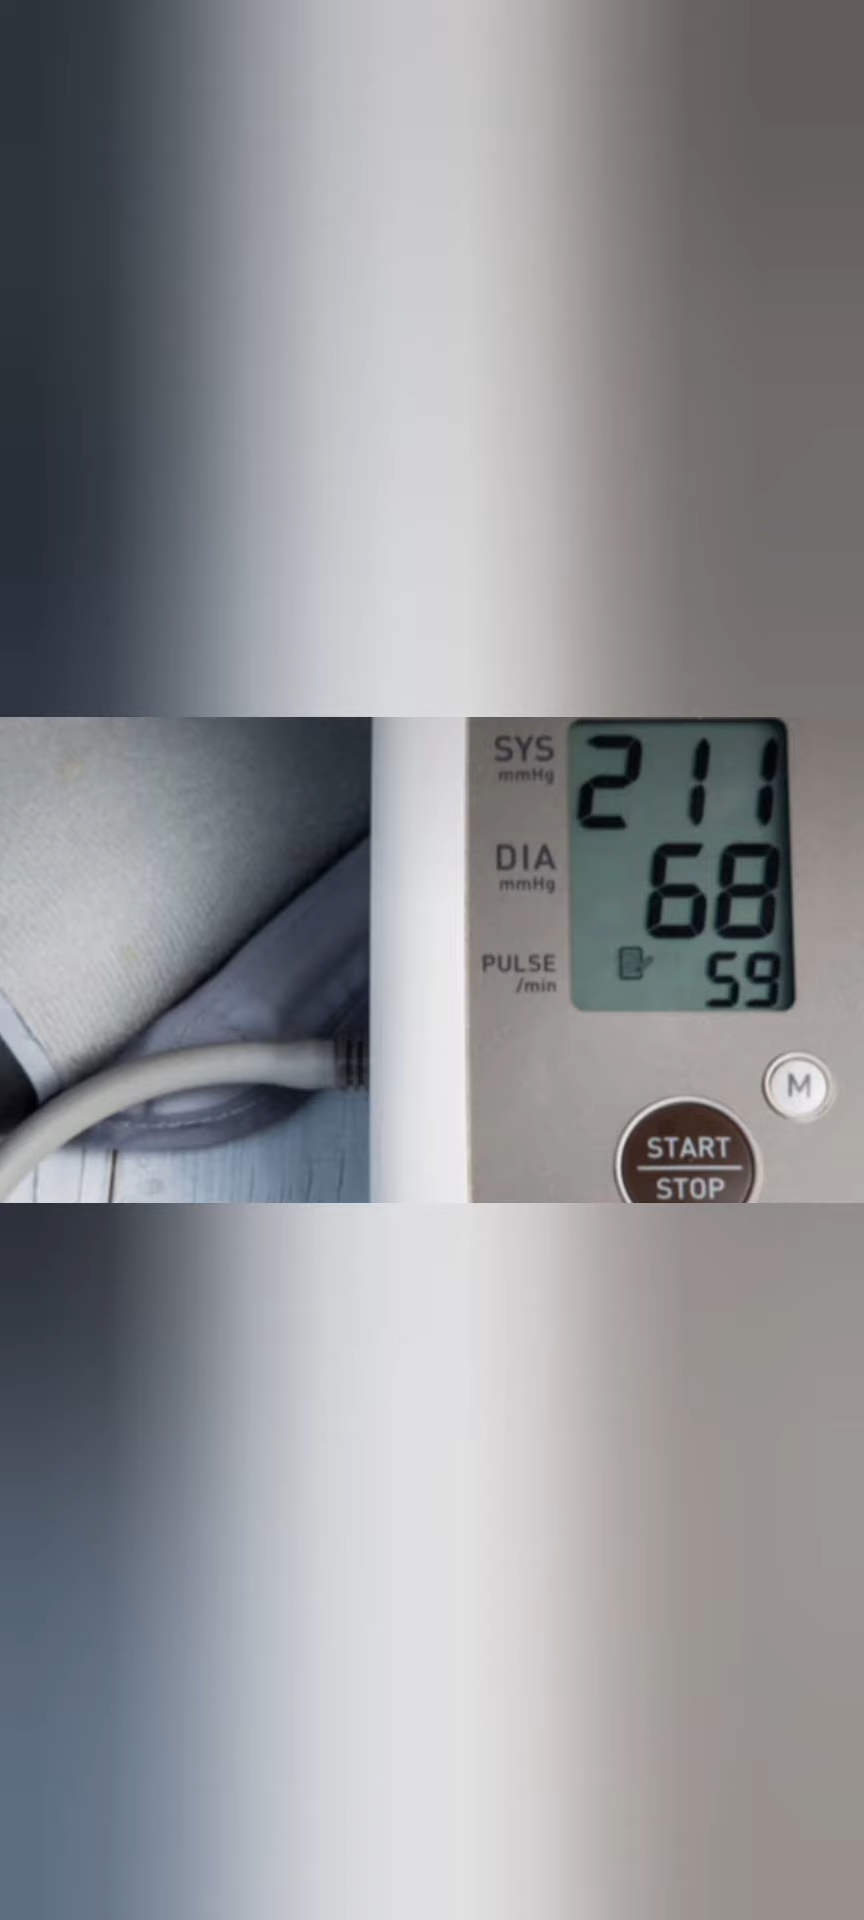 SYS 211
mmHg
DIA 68
mmHg
PULSE 59
/min
M
START
STOP